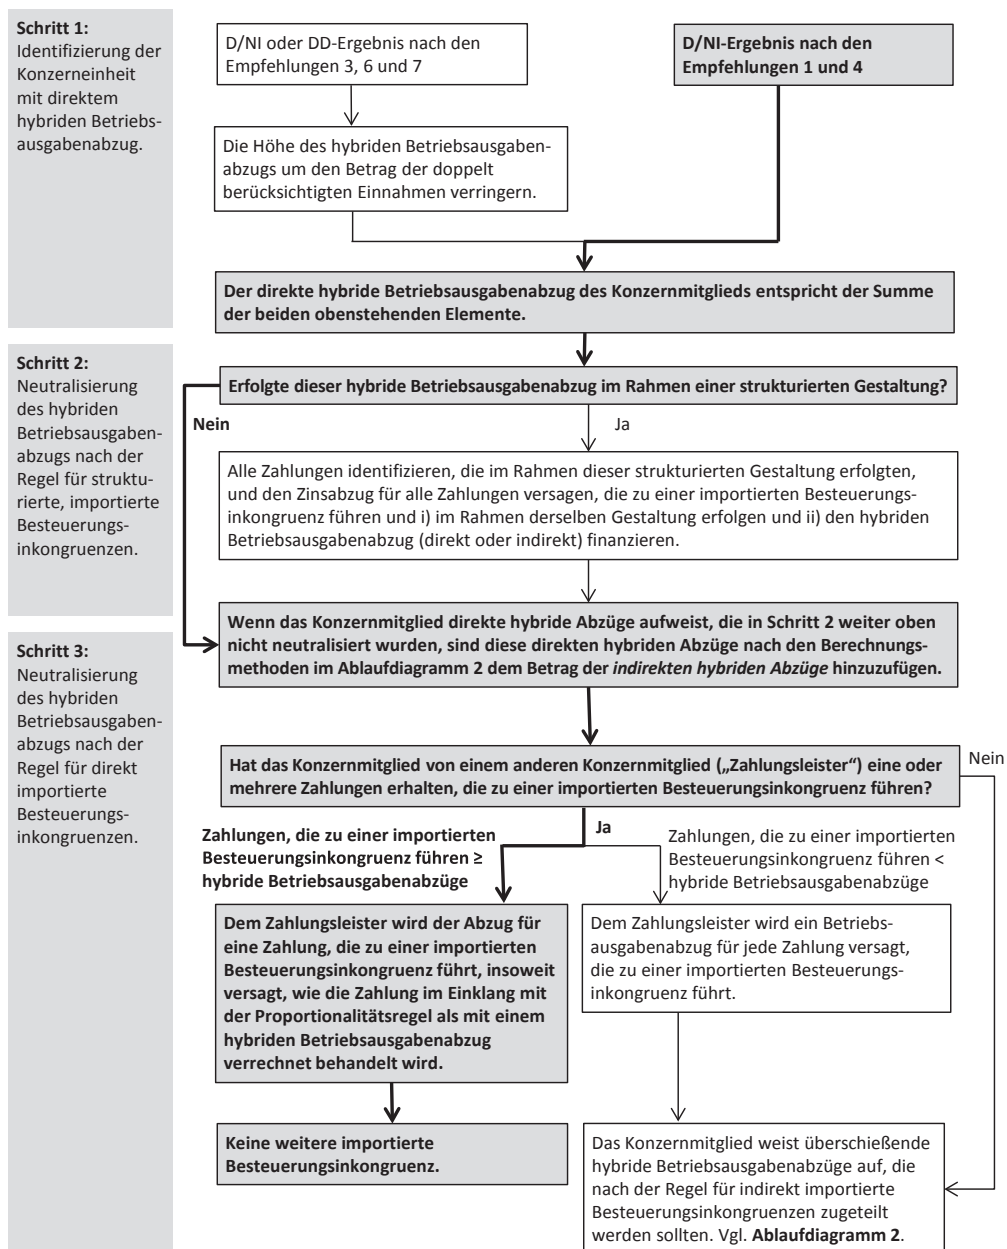 Schritt 1:
Identifizierung der
Konzerneinheit
mit direktem
hybriden Betriebs-
ausgabenabzug.
D/NI oder DD-Ergebnis nach den
Empfehlungen 3, 6 und 7
D/NI-Ergebnis nach den
Empfehlungen 1 und 4
Die Höhe des hybriden Betriebsausgaben-
abzugs um den Betrag der doppelt
berücksichtigten Einnahmen verringern.
Der direkte hybride Betriebsausgabenabzug des Konzernmitglieds entspricht der Summe
der beiden obenstehenden Elemente.
Schritt 2:
Neutralisierung
des hybriden
Betriebsausgaben-
abzugs nach der
Regel für struktu-
rierte, importierte
Besteuerungs-
inkongruenzen.
Erfolgte dieser hybride Betriebsausgabenabzug im Rahmen einer strukturierten Gestaltung?
Nein
Ja
Alle Zahlungen identifizieren, die im Rahmen dieser strukturierten Gestaltung erfolgten,
und den Zinsabzug für alle Zahlungen versagen, die zu einer importierten Besteuerungs-
inkongruenz führen und i) im Rahmen derselben Gestaltung erfolgen und ii) den hybriden
Betriebsausgabenabzug (direkt oder indirekt) finanzieren.
Wenn das Konzernmitglied direkte hybride Abzüge aufweist, die in Schritt 2 weiter oben
nicht neutralisiert wurden, sind diese direkten hybriden Abzüge nach den Berechnungs-
methoden im Ablaufdiagramm 2 dem Betrag der indirekten hybriden Abzüge hinzuzufügen.
Schritt 3:
Neutralisierung
des hybriden
Betriebsausgaben-
abzugs nach der
Regel für direkt
importierte
Besteuerungs-
inkongruenzen.
Hat das Konzernmitglied von einem anderen Konzernmitglied („Zahlungsleister“) eine oder
mehrere Zahlungen erhalten, die zu einer importierten Besteuerungsinkongruenz führen?
Nein
Ja
Zahlungen, die zu einer importierten
Besteuerungsinkongruenz führen ≥
hybride Betriebsausgabenabzüge
Zahlungen, die zu einer importierten
Besteuerungsinkongruenz führen <
hybride Betriebsausgabenabzüge
Dem Zahlungsleister wird der Abzug für
eine Zahlung, die zu einer importierten
Besteuerungsinkongruenz führt, insoweit
versagt, wie die Zahlung im Einklang mit
der Proportionalitätsregel als mit einem
hybriden Betriebsausgabenabzug
verrechnet behandelt wird.
Dem Zahlungsleister wird ein Betriebs-
ausgabenabzug für jede Zahlung versagt,
die zu einer importierten Besteuerungs-
inkongruenz führt.
Keine weitere importierte
Besteuerungsinkongruenz.
Das Konzernmitglied weist überschießende
hybride Betriebsausgabenabzüge auf, die
nach der Regel für indirekt importierte
Besteuerungsinkongruenzen zugeteilt
werden sollten. Vgl. Ablaufdiagramm 2.